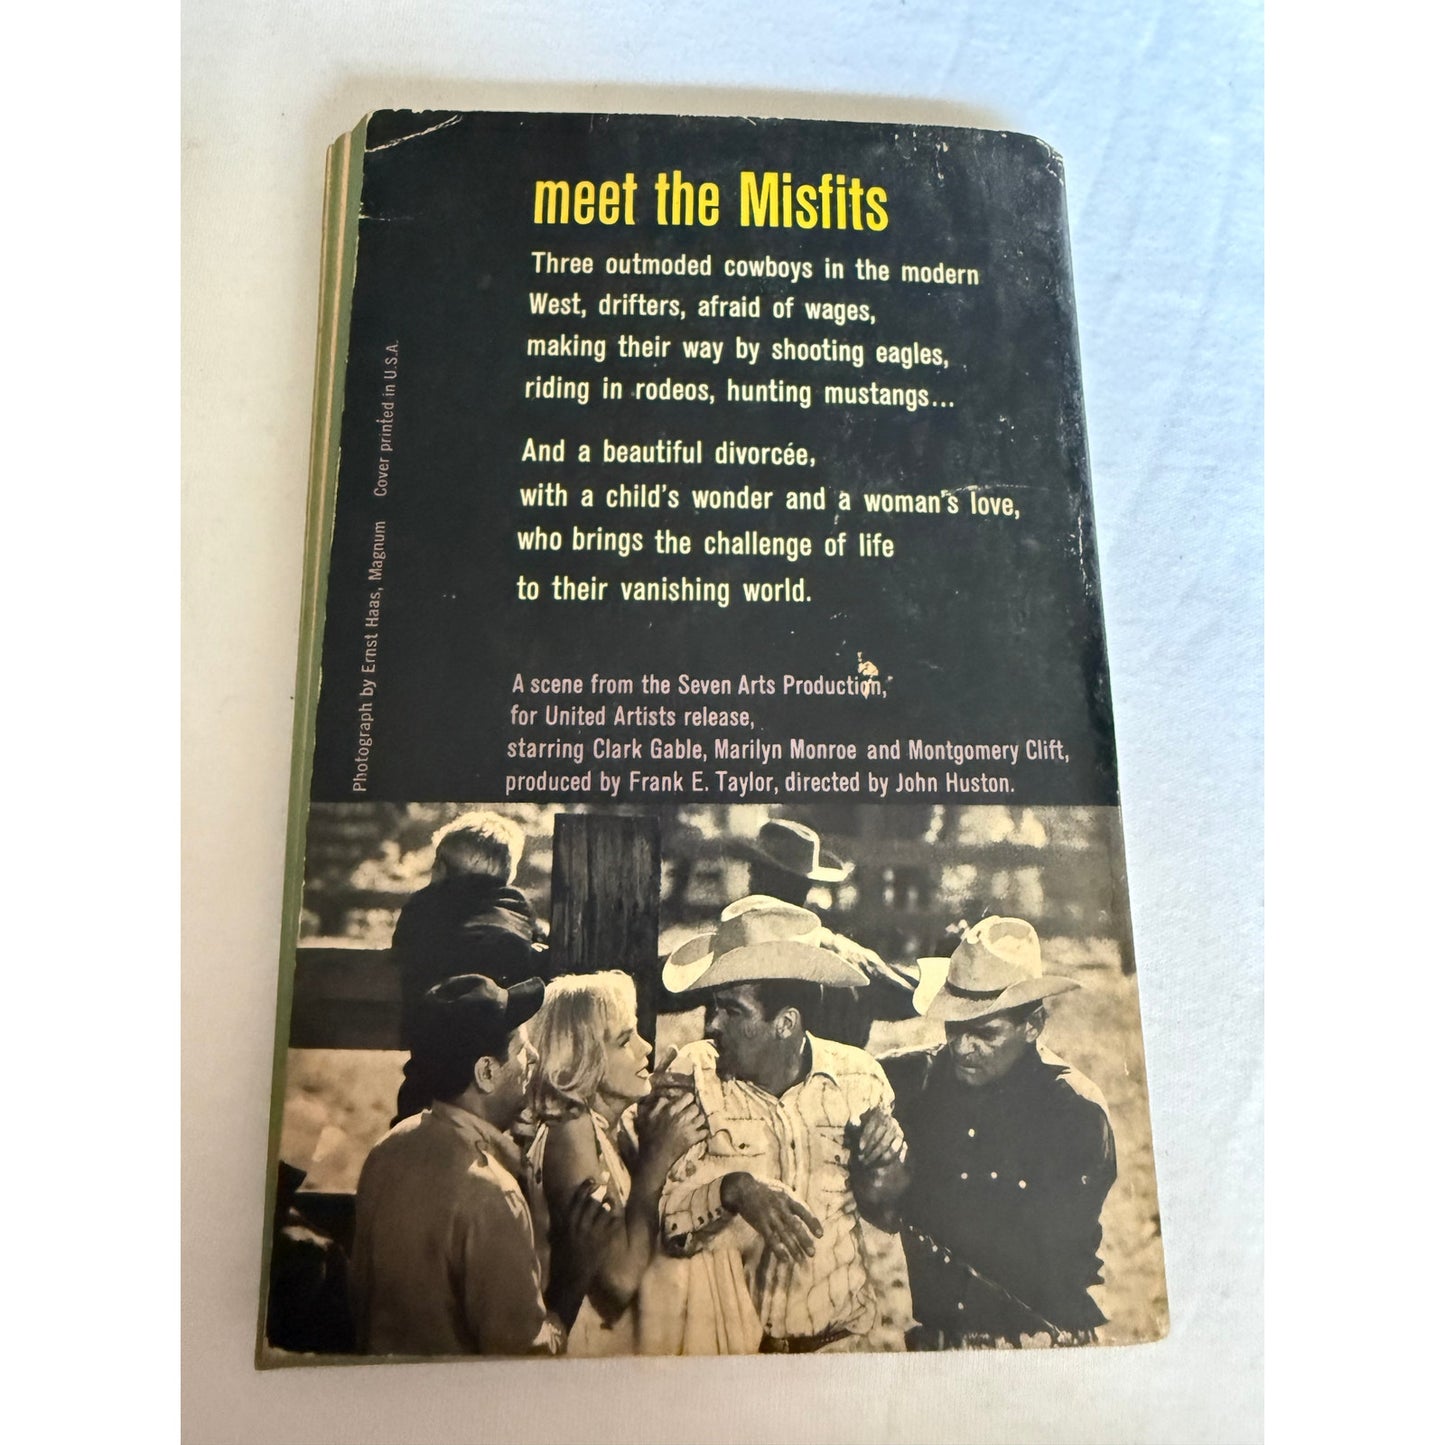 meet the Misfits
Three outmoded cowboys in the modern
West, drifters, afraid of wages,
making their way by shooting eagles,
riding in rodeos, hunting mustangs...
And a beautiful divorcée,
with a child's wonder and a woman's love,
who brings the challenge of life
to their vanishing world.
A scene from the Seven Arts Production,
for United Artists release,
starring Clark Gable, Marilyn Monroe and Montgomery Clift,
produced by Frank E. Taylor, directed by John Huston.
Photograph by Ernst Haas, Magnum Cover printed in U.S.A.